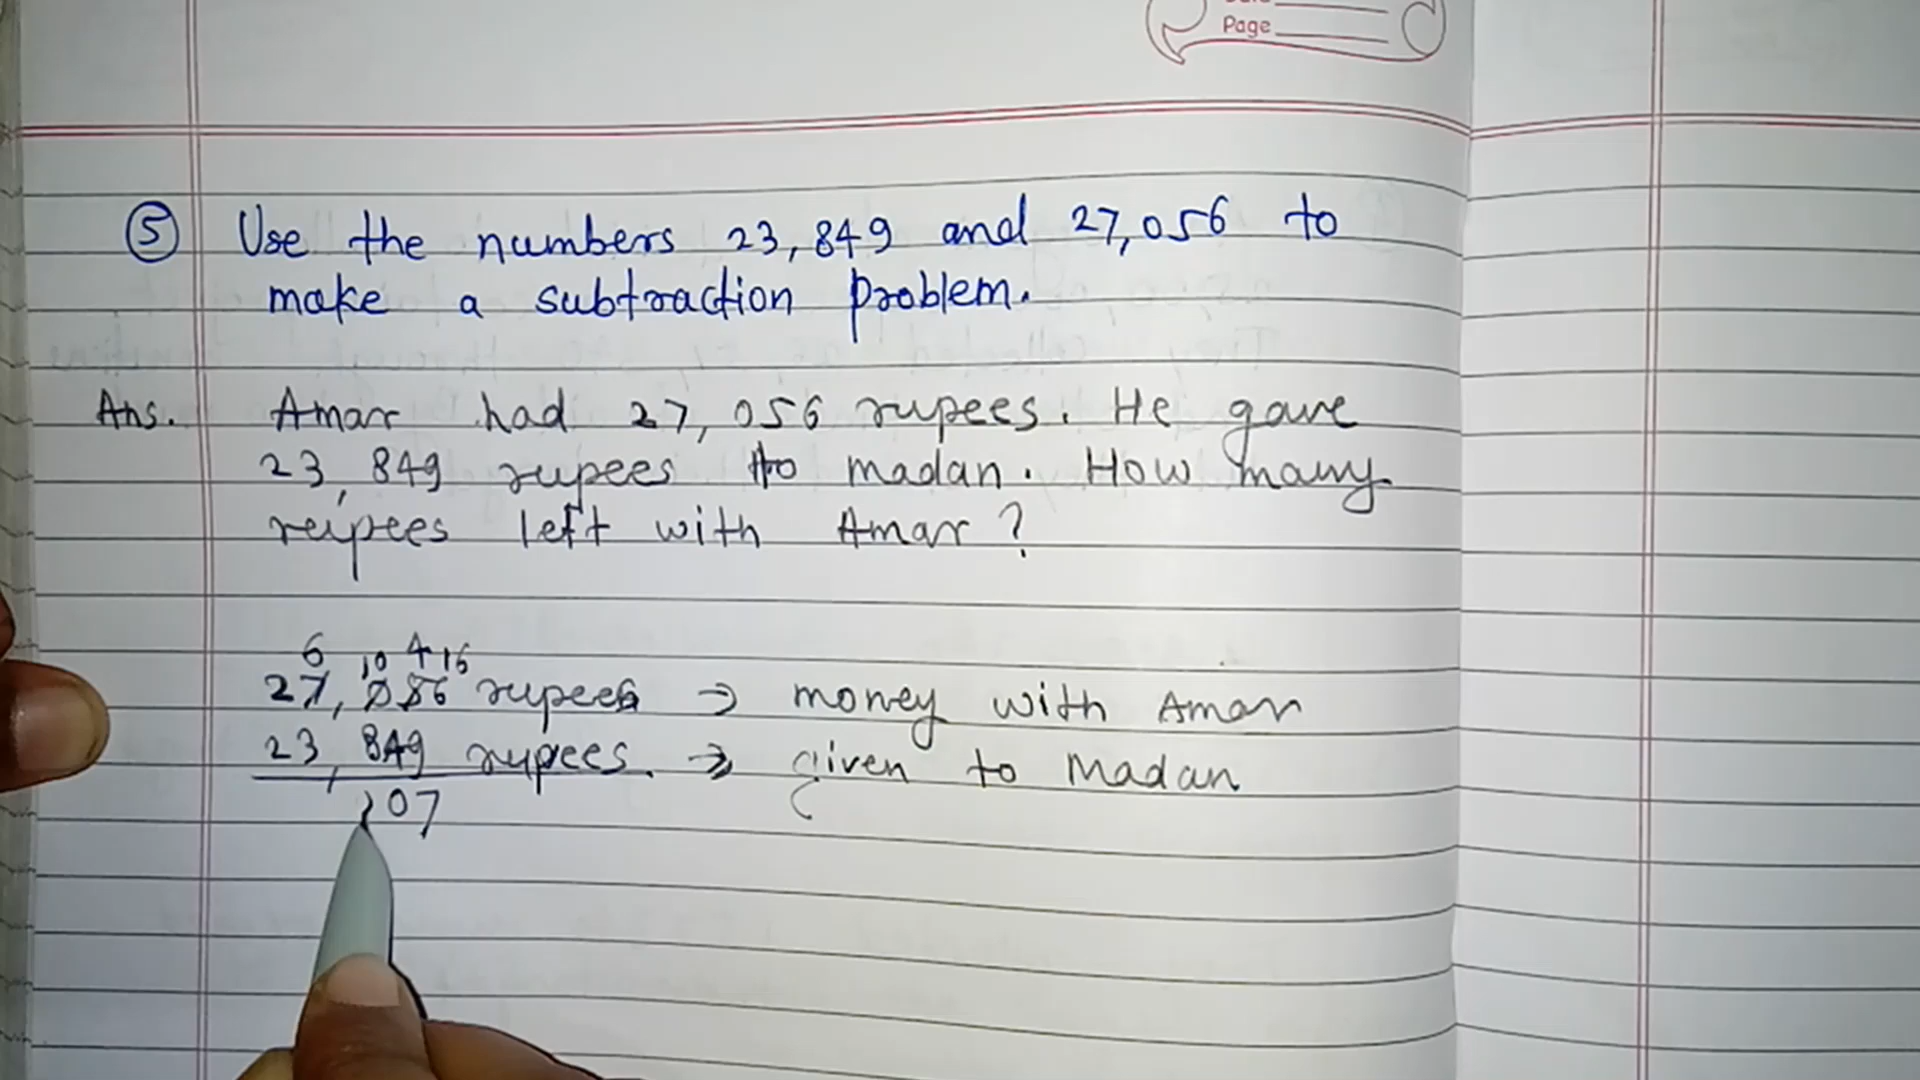 Page
⑤ Use the numbers 23,849 and 27,056 to
make a subtraction problem.
Ans. Amar had 27,056 rupees. He gave
23,849 rupees to madan. How many
rupees left with Amar?
6 10 4 16
27,056 rupees → money with Amar
23,849 rupees. → given to Madan
207